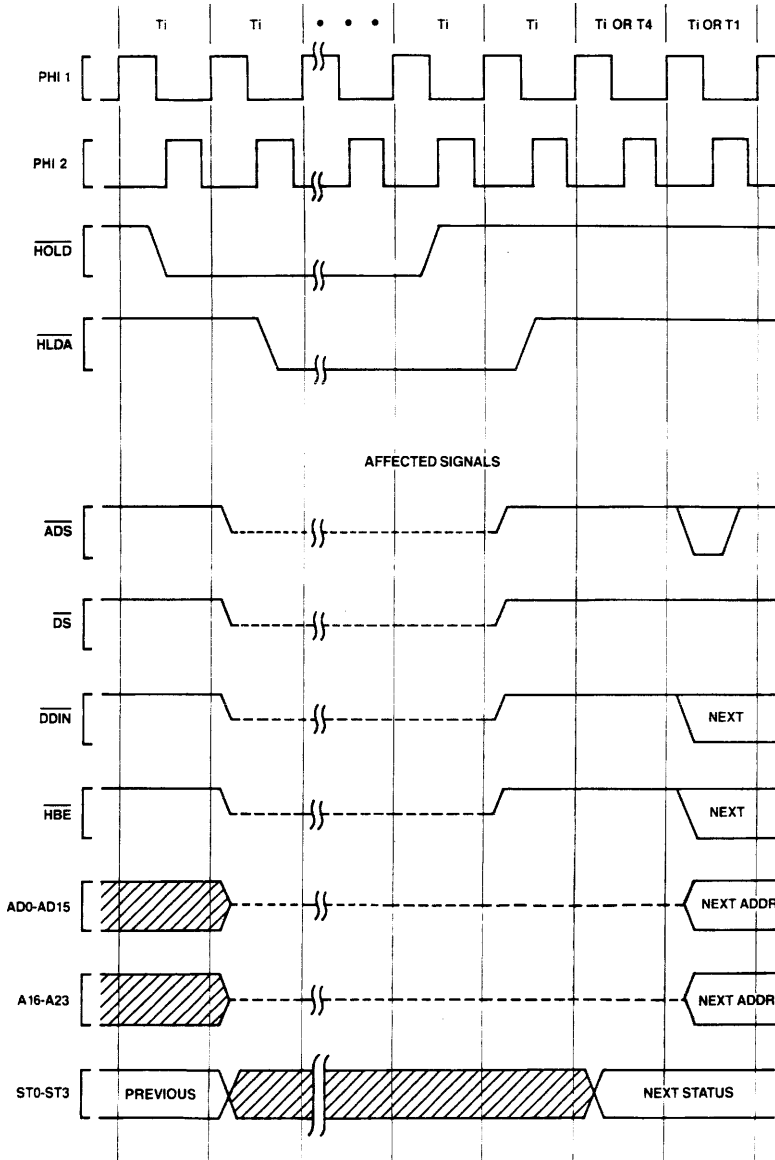 Ti Ti • • • Ti Ti Ti OR T4 Ti OR T1
PHI 1
PHI 2
HOLD
HLDA
AFFECTED SIGNALS
ADS
DS
DDIN NEXT
HBE NEXT
AD0-AD15 NEXT ADDR
A16-A23 NEXT ADDR
ST0-ST3 PREVIOUS NEXT STATUS